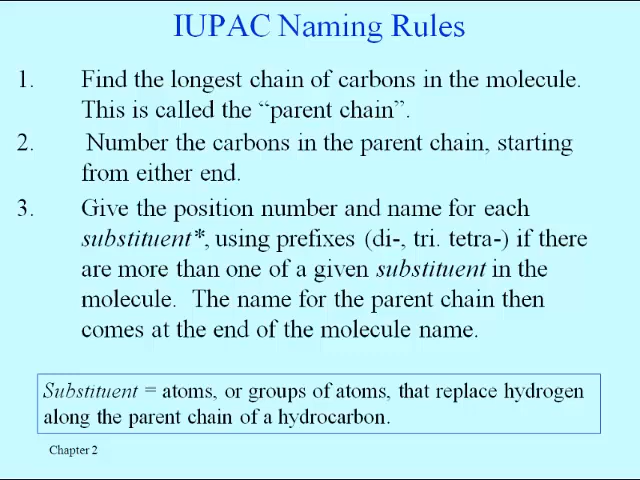 IUPAC Naming Rules
1. Find the longest chain of carbons in the molecule.
This is called the “parent chain”.
2. Number the carbons in the parent chain, starting
from either end.
3. Give the position number and name for each
substituent*, using prefixes (di-, tri. tetra-) if there
are more than one of a given substituent in the
molecule. The name for the parent chain then
comes at the end of the molecule name.
Substituent = atoms, or groups of atoms, that replace hydrogen
along the parent chain of a hydrocarbon.
Chapter 2